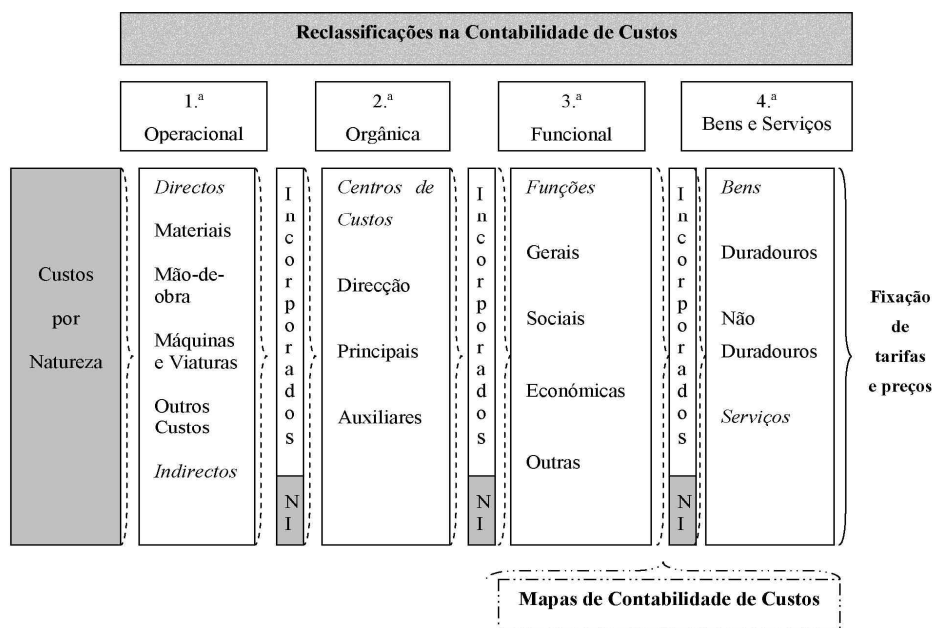 Reclassificações na Contabilidade de Custos
1.ª
Operacional
2.ª
Orgânica
3.ª
Funcional
4.ª
Bens e Serviços
Custos
por
Natureza
Directos
Materiais
Mão-de-
obra
Máquinas
e Viaturas
Outros
Custos
Indirectos
Incorporados
NI
Centros de
Custos
Direcção
Principais
Auxiliares
Incorporados
NI
Funções
Gerais
Sociais
Económicas
Outras
Incorporados
NI
Bens
Duradouros
Não
Duradouros
Serviços
Fixação
de
tarifas
e preços
Mapas de Contabilidade de Custos